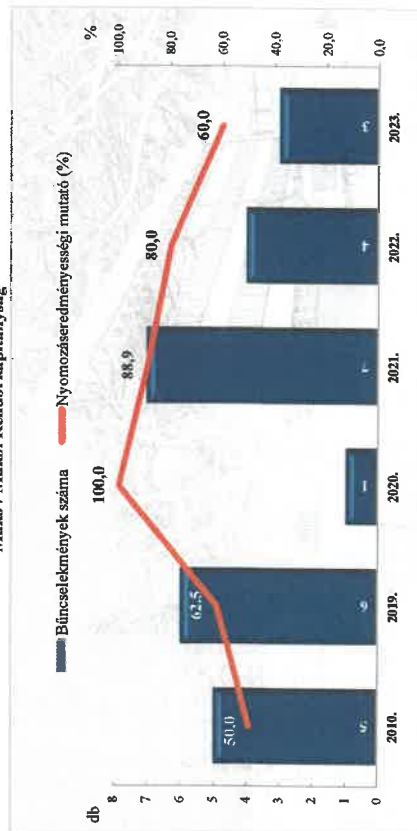 Bűncselekmények száma Nyomozáseredményességi mutató (%)
db %
8 7 6 5 4 3 2 1 0
100,0 80,0 60,0 40,0 20,0 0,0
50,0 62,5 100,0 88,9 80,0 60,0
5 6 1 7 4 3
2010. 2019. 2020. 2021. 2022. 2023.